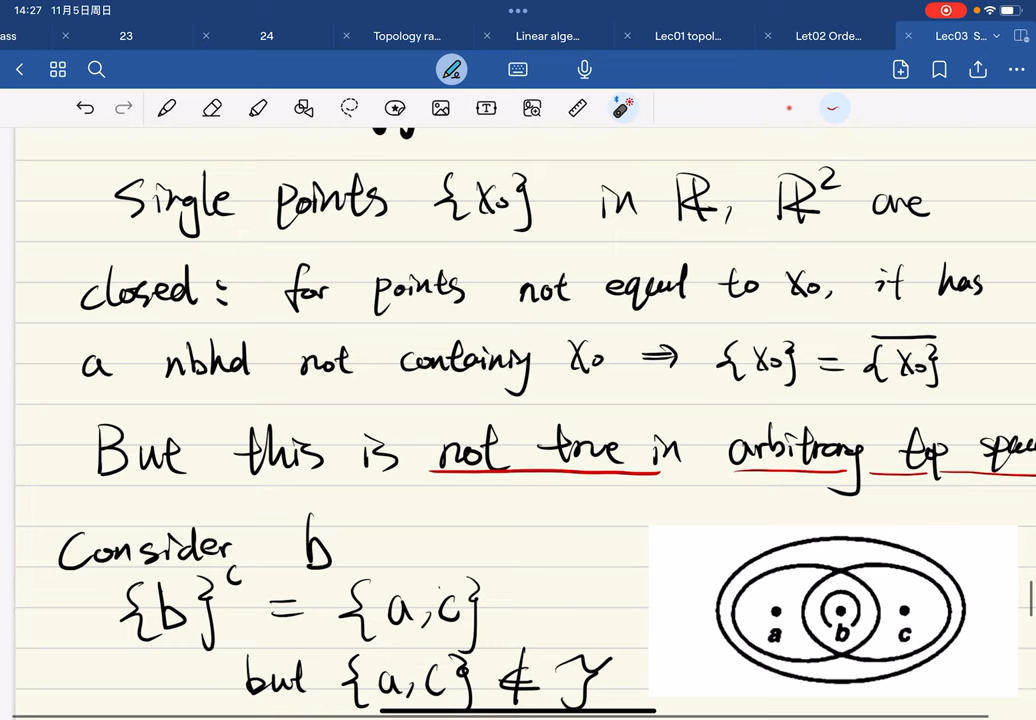 14:27 11月5日周日
ass 23 24 Topology ra... Linear alge... Lec01 topol... Let02 Orde... Lec03 S...
T
Single points {x₀} in ℝ, ℝ² are
closed: for points not equal to x₀, it has
a nbhd not containing x₀ ⇒ {x₀} = \overline{{x₀}}
But this is not true in arbitrary top
Consider b
{b}ᶜ = {a,c}
but {a,c} ∉ 𝒯
a b c